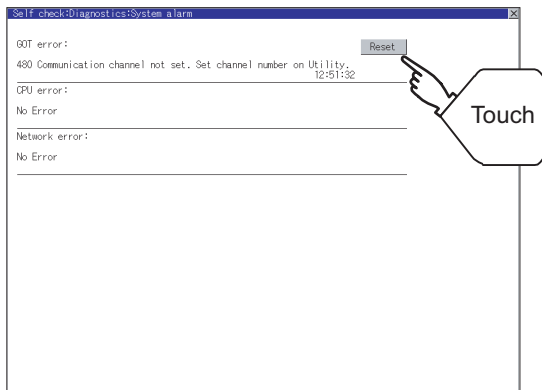 Self check:Diagnostics:System alarm
GOT error:
Reset
480 Communication channel not set. Set channel number on Utility.
12:51:32
CPU error:
No Error
Network error:
No Error
Touch